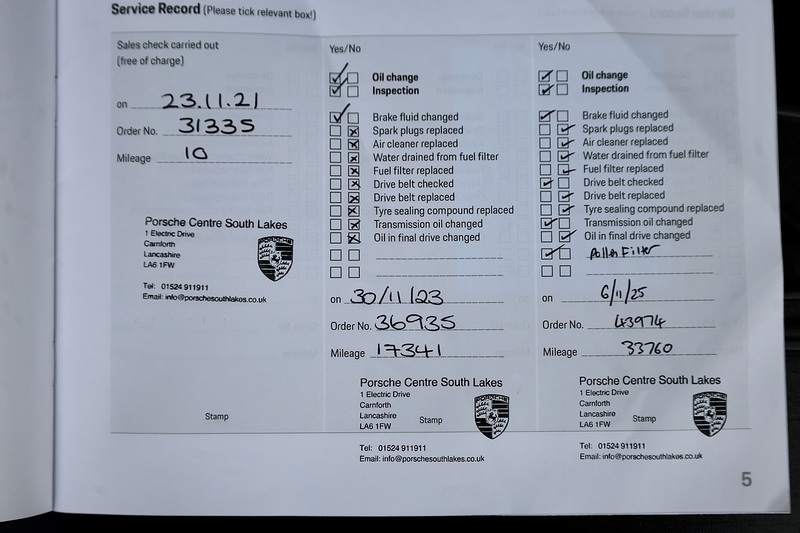 Service Record (Please tick relevant box!)
Sales check carried out
(free of charge)
on 23.11.21
Order No. 31335
Mileage 10
Porsche Centre South Lakes
1 Electric Drive
Carnforth
Lancashire
LA6 1FW
Tel: 01524 911911
Email: info@porschesouthlakes.co.uk
Stamp
Yes/No
Oil change
Inspection
Brake fluid changed
Spark plugs replaced
Air cleaner replaced
Water drained from fuel filter
Fuel filter replaced
Drive belt checked
Drive belt replaced
Tyre sealing compound replaced
Transmission oil changed
Oil in final drive changed
on 30/11/23
Order No. 36935
Mileage 17341
Porsche Centre South Lakes
1 Electric Drive
Carnforth
Lancashire
Stamp
LA6 1FW
Tel: 01524 911911
Email: info@porschesouthlakes.co.uk
Yes/No
Oil change
Inspection
Brake fluid changed
Spark plugs replaced
Air cleaner replaced
Water drained from fuel filter
Fuel filter replaced
Drive belt checked
Drive belt replaced
Tyre sealing compound replaced
Transmission oil changed
Oil in final drive changed
Pollen Filter
on 6/11/25
Order No. 43974
Mileage 33760
Porsche Centre South Lakes
1 Electric Drive
Carnforth
Lancashire
Stamp
LA6 1FW
Tel: 01524 911911
Email: info@porschesouthlakes.co.uk
5